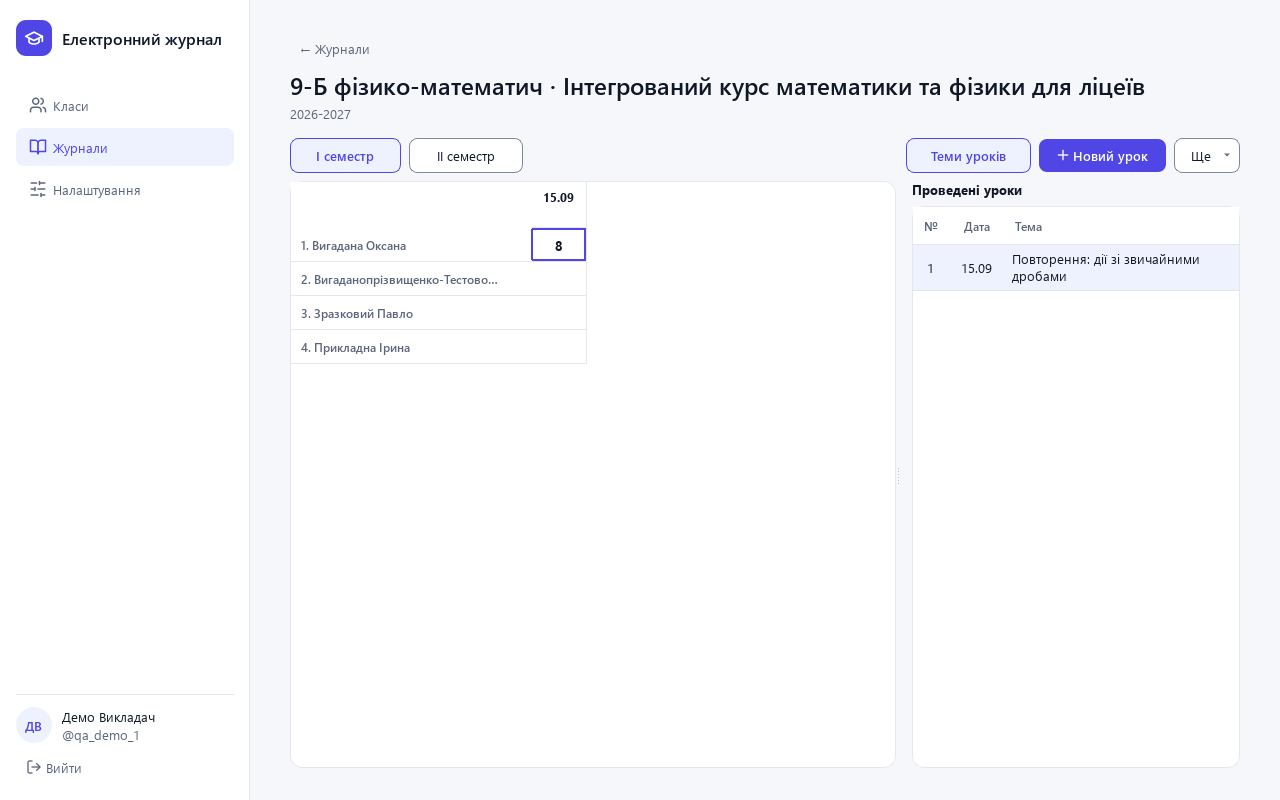 Електронний журнал
Класи
Журнали
Налаштування
Демо Викладач
@qa_demo_1
ДВ
Вийти
← Журнали
9-Б фізико-математич · Інтегрований курс математики та фізики для ліцеїв
2026-2027
І семестр
ІІ семестр
Теми уроків
+ Новий урок
Ще
15.09
1. Вигадана Оксана
8
2. Вигаданопрізвищенко-Тестово...
3. Зразковий Павло
4. Прикладна Ірина
Проведені уроки
№ Дата Тема
1 15.09 Повторення: дії зі звичайними
дробами